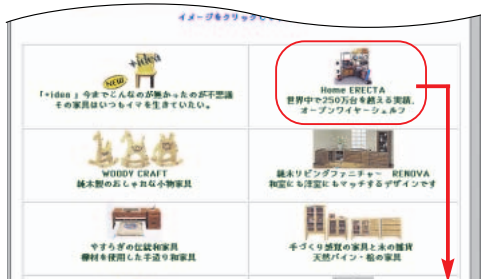 イメージをクリックし
+idea
NEW
「+idea 」今までこんなのが無かったのが不思議
その家具はいつもイマを生きていたい。
Home ERECTA
世界中で250万台を越える実績、
オープンワイヤーシェルフ
WOODY CRAFT
純木製のおしゃれな小物家具
純木リビングファニチャー RENOVA
和室にも洋室にもマッチするデザインです
やすらぎの伝統和家具
欅材を使用した手造り和家具
手づくり感覚の家具と木の雑貨
天然パイン・桧の家具